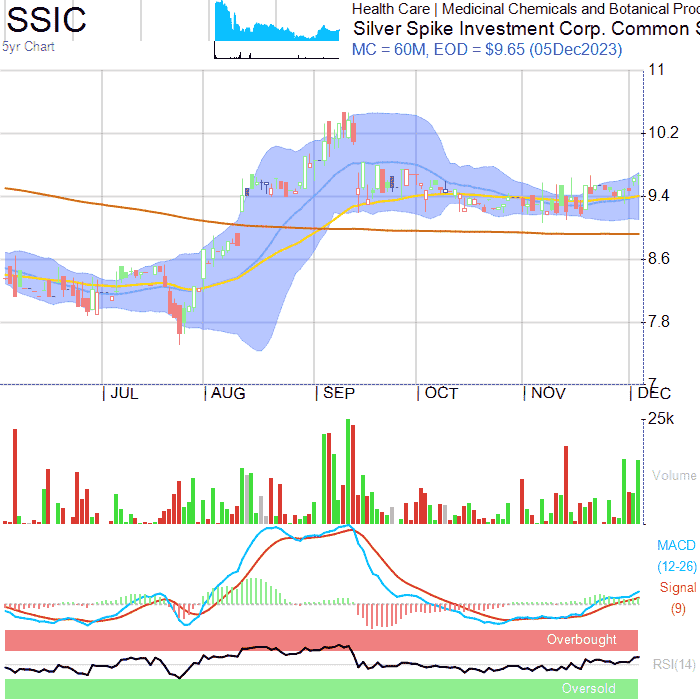 SSIC
5yr Chart
Health Care | Medicinal Chemicals and Botanical Proc
Silver Spike Investment Corp. Common S
MC = 60M, EOD = $9.65 (05Dec2023)
11
10.2
9.4
8.6
7.8
7
| JUL | AUG | SEP | OCT | NOV | DEC
25k
Volume
MACD
(12-26)
Signal
(9)
Overbought
RSI(14)
Oversold